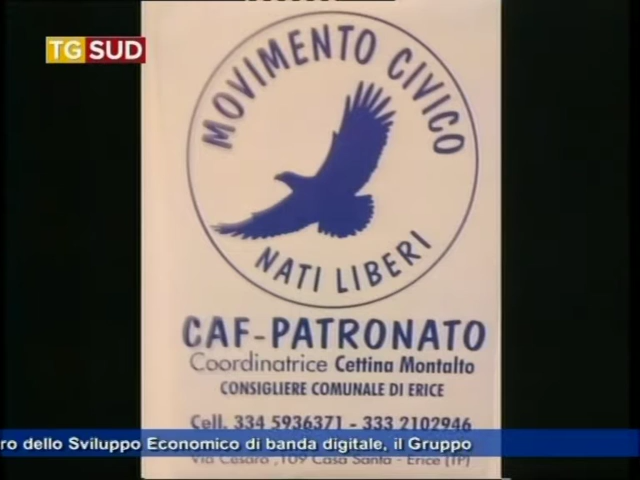 TG SUD
MOVIMENTO CIVICO
NATI LIBERI
CAF-PATRONATO
Coordinatrice Cettina Montalto
CONSIGLIERE COMUNALE DI ERICE
Cell. 334 5936371 - 333 2102946
ro dello Sviluppo Economico di banda digitale, il Gruppo
Via Cesarò, 109 Casa Santa - Erice (TP)